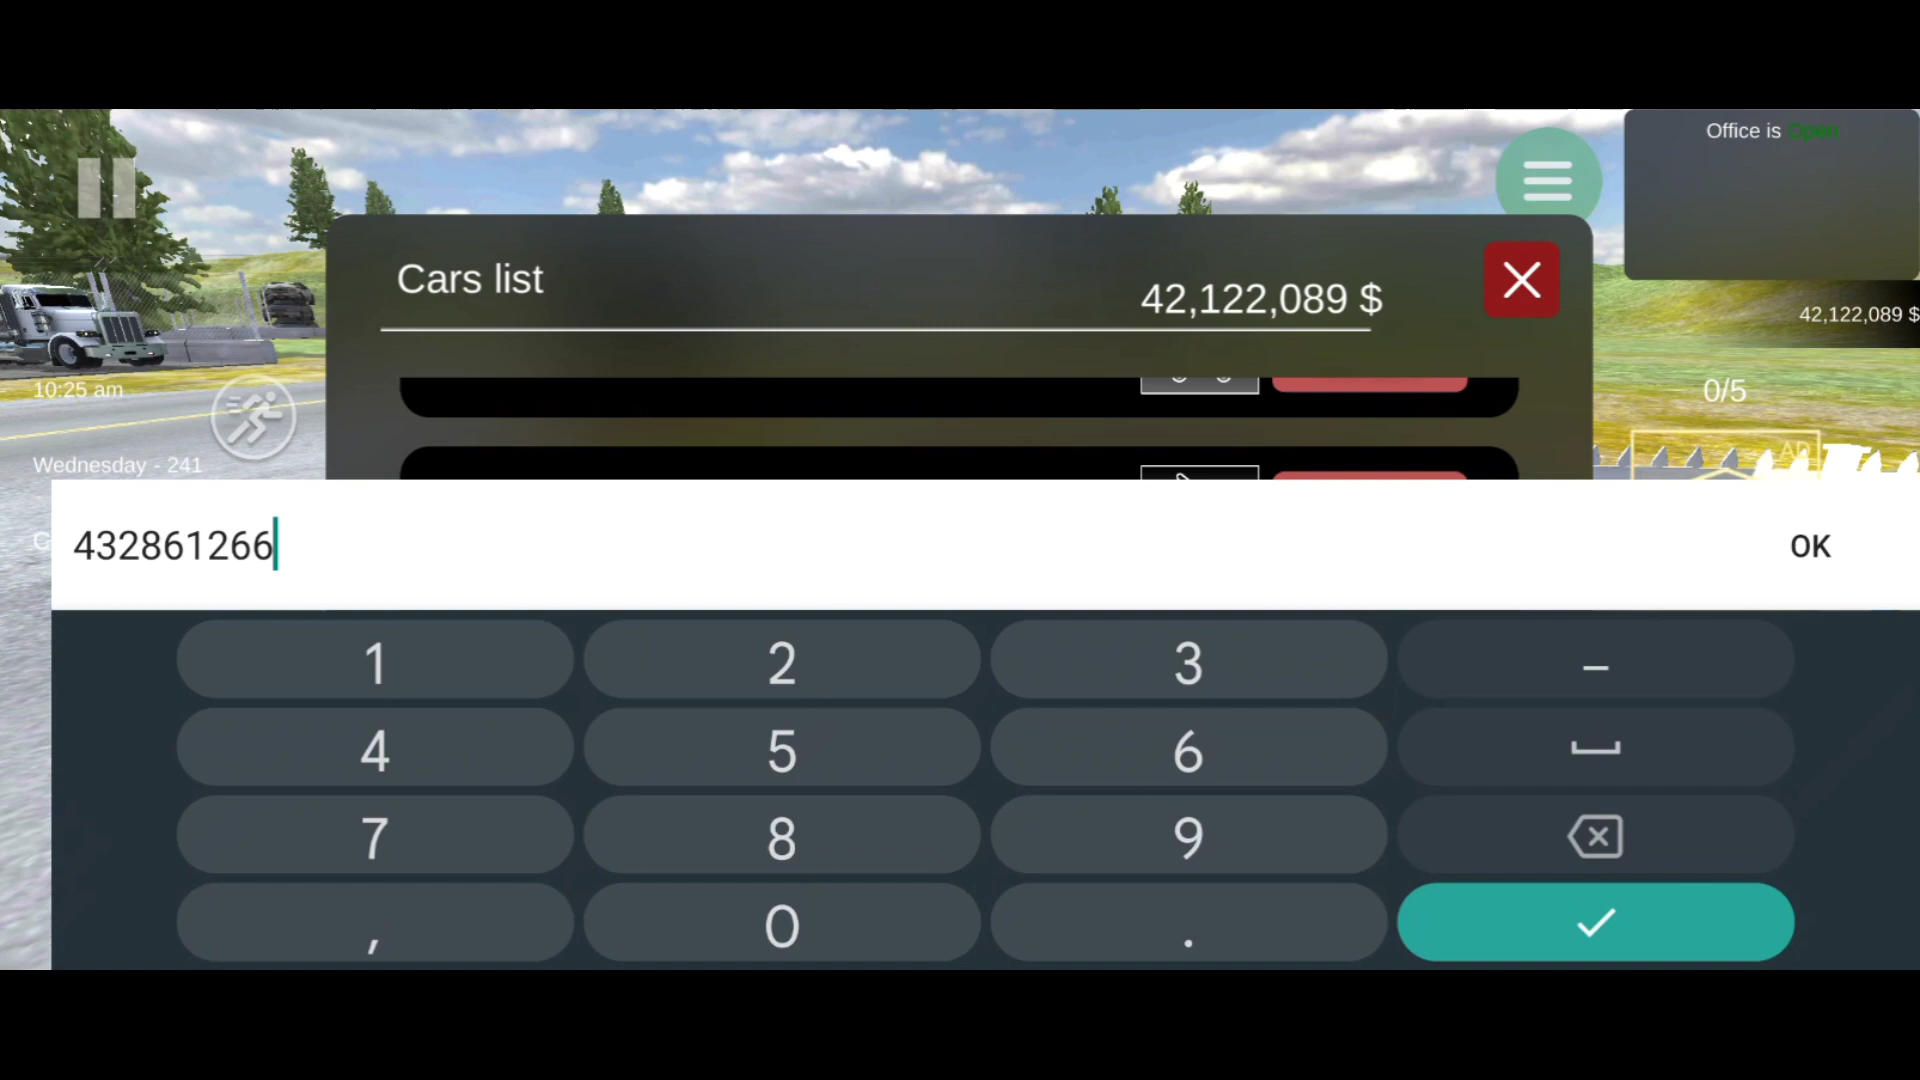 Office is Open
Cars list
42,122,089 $
42,122,089 $
10:25 am
0/5
Wednesday - 241
AD
C
432861266
OK
1 2 3 –
4 5 6
7 8 9
, 0 .